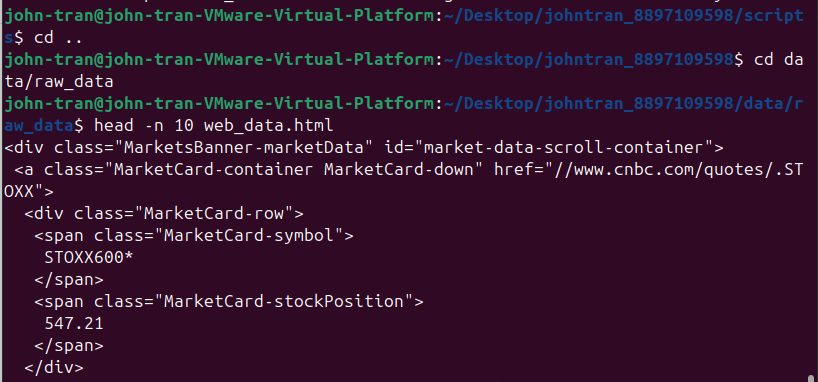 john-tran@john-tran-VMware-Virtual-Platform:~/Desktop/johntran_8897109598/script
s$ cd ..
john-tran@john-tran-VMware-Virtual-Platform:~/Desktop/johntran_8897109598$ cd da
ta/raw_data
john-tran@john-tran-VMware-Virtual-Platform:~/Desktop/johntran_8897109598/data/r
aw_data$ head -n 10 web_data.html
<div class="MarketsBanner-marketData" id="market-data-scroll-container">
 <a class="MarketCard-container MarketCard-down" href="//www.cnbc.com/quotes/.ST
OXX">
  <div class="MarketCard-row">
   <span class="MarketCard-symbol">
    STOXX600*
   </span>
   <span class="MarketCard-stockPosition">
    547.21
   </span>
  </div>